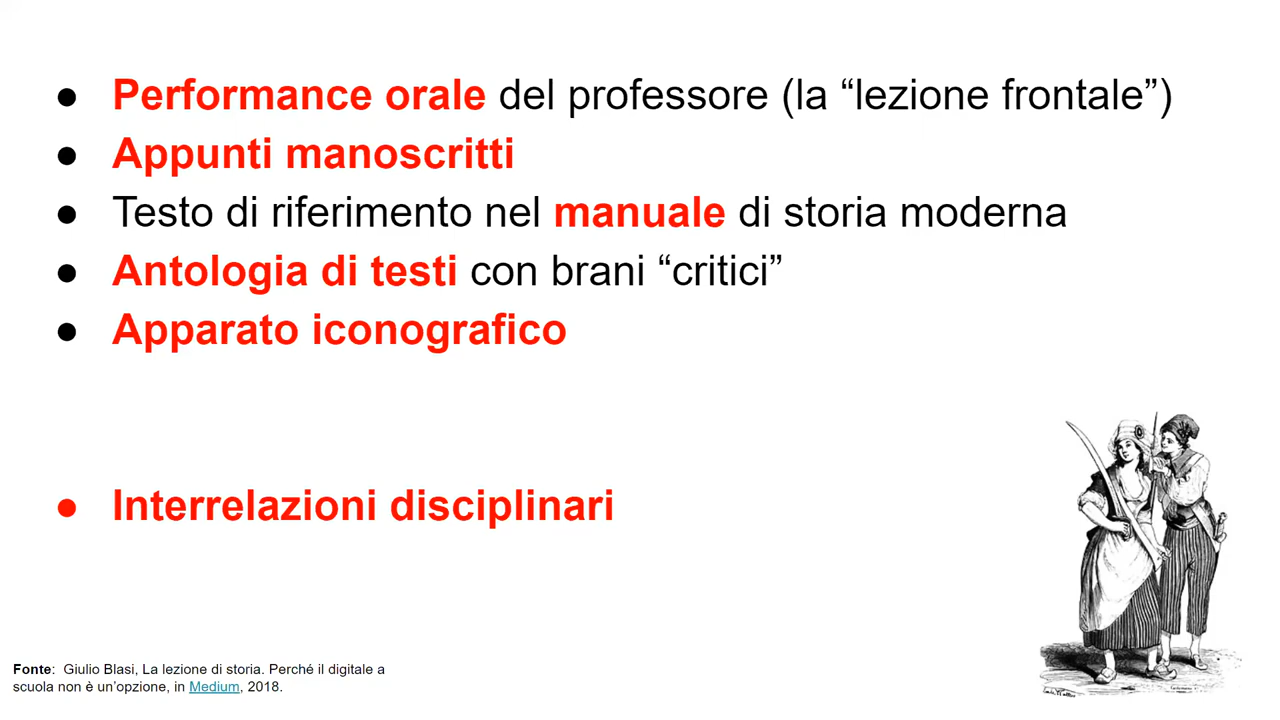 ● Performance orale del professore (la “lezione frontale”)
● Appunti manoscritti
● Testo di riferimento nel manuale di storia moderna
● Antologia di testi con brani “critici”
● Apparato iconografico
● Interrelazioni disciplinari
Fonte: Giulio Blasi, La lezione di storia. Perché il digitale a
scuola non è un’opzione, in Medium, 2018.